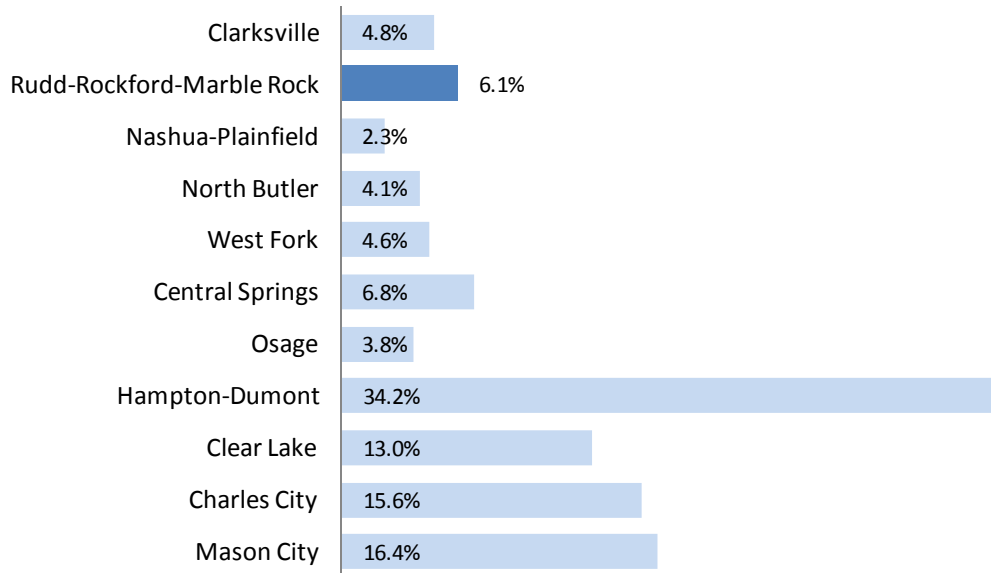 Clarksville 4.8%
Rudd-Rockford-Marble Rock 6.1%
Nashua-Plainfield 2.3%
North Butler 4.1%
West Fork 4.6%
Central Springs 6.8%
Osage 3.8%
Hampton-Dumont 34.2%
Clear Lake 13.0%
Charles City 15.6%
Mason City 16.4%